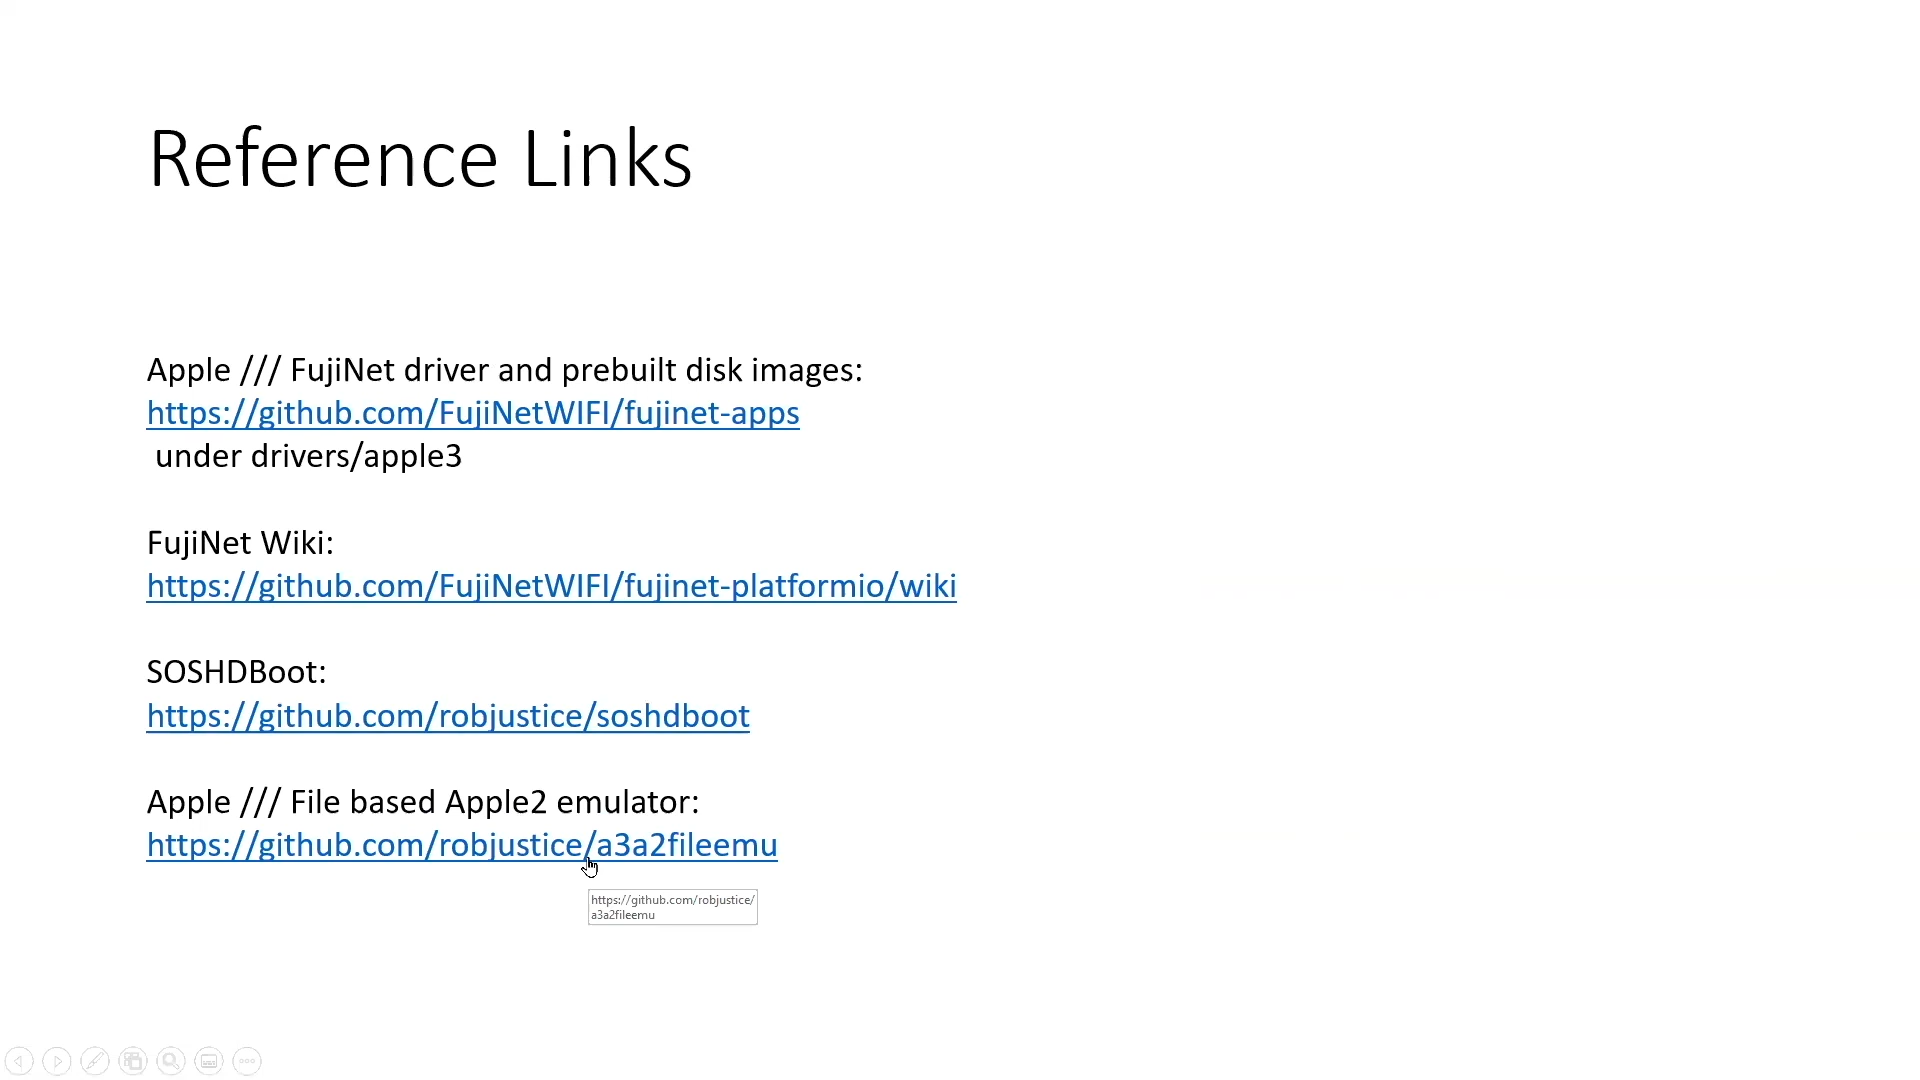 Reference Links
Apple /// FujiNet driver and prebuilt disk images:
https://github.com/FujiNetWIFI/fujinet-apps
under drivers/apple3
FujiNet Wiki:
https://github.com/FujiNetWIFI/fujinet-platformio/wiki
SOSHDBoot:
https://github.com/robjustice/soshdboot
Apple /// File based Apple2 emulator:
https://github.com/robjustice/a3a2fileemu
https://github.com/robjustice/
a3a2fileemu